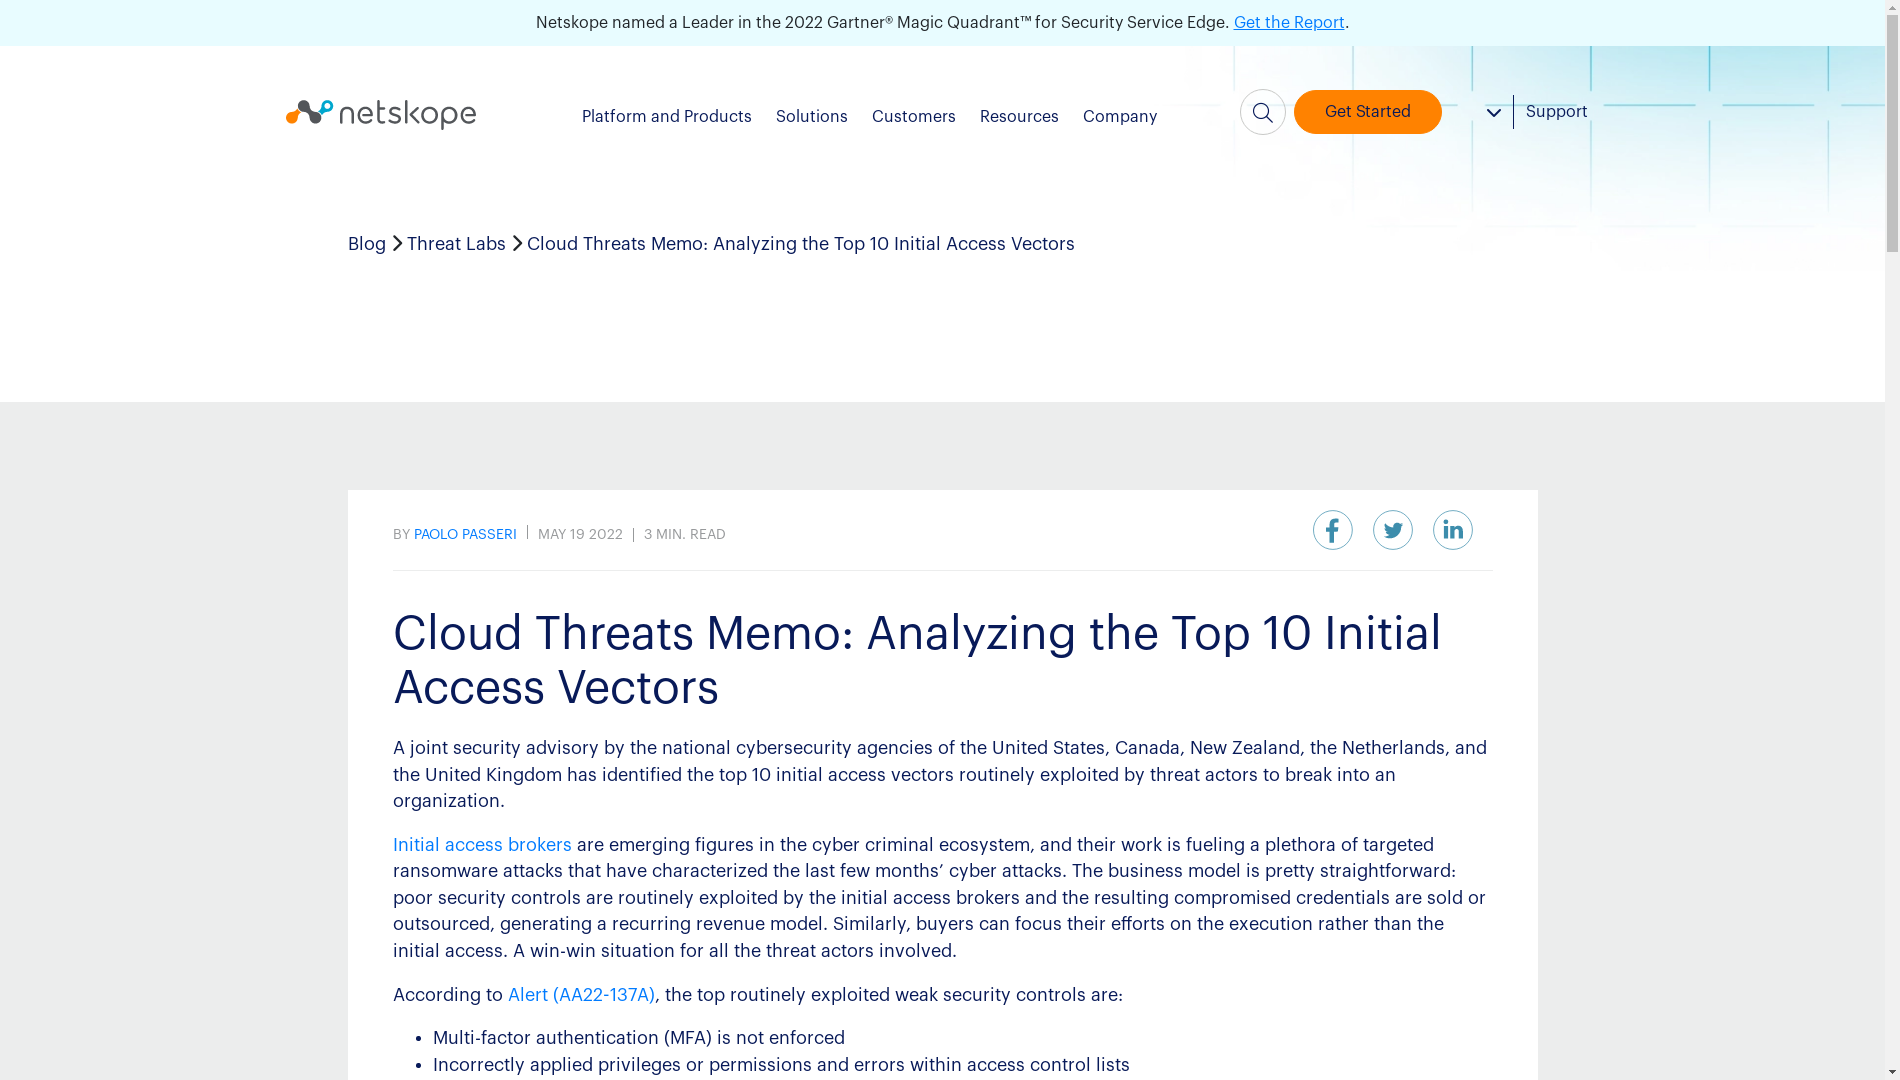 Netskope named a Leader in the 2022 Gartner® Magic Quadrant™ for Security Service Edge. Get the Report.
netskope
Platform and Products Solutions Customers Resources Company
Get Started
Support
Blog > Threat Labs > Cloud Threats Memo: Analyzing the Top 10 Initial Access Vectors
BY PAOLO PASSERI | MAY 19 2022 | 3 MIN. READ
Cloud Threats Memo: Analyzing the Top 10 Initial
Access Vectors
A joint security advisory by the national cybersecurity agencies of the United States, Canada, New Zealand, the Netherlands, and
the United Kingdom has identified the top 10 initial access vectors routinely exploited by threat actors to break into an
organization.
Initial access brokers are emerging figures in the cyber criminal ecosystem, and their work is fueling a plethora of targeted
ransomware attacks that have characterized the last few months’ cyber attacks. The business model is pretty straightforward:
poor security controls are routinely exploited by the initial access brokers and the resulting compromised credentials are sold or
outsourced, generating a recurring revenue model. Similarly, buyers can focus their efforts on the execution rather than the
initial access. A win-win situation for all the threat actors involved.
According to Alert (AA22-137A), the top routinely exploited weak security controls are:
• Multi-factor authentication (MFA) is not enforced
• Incorrectly applied privileges or permissions and errors within access control lists